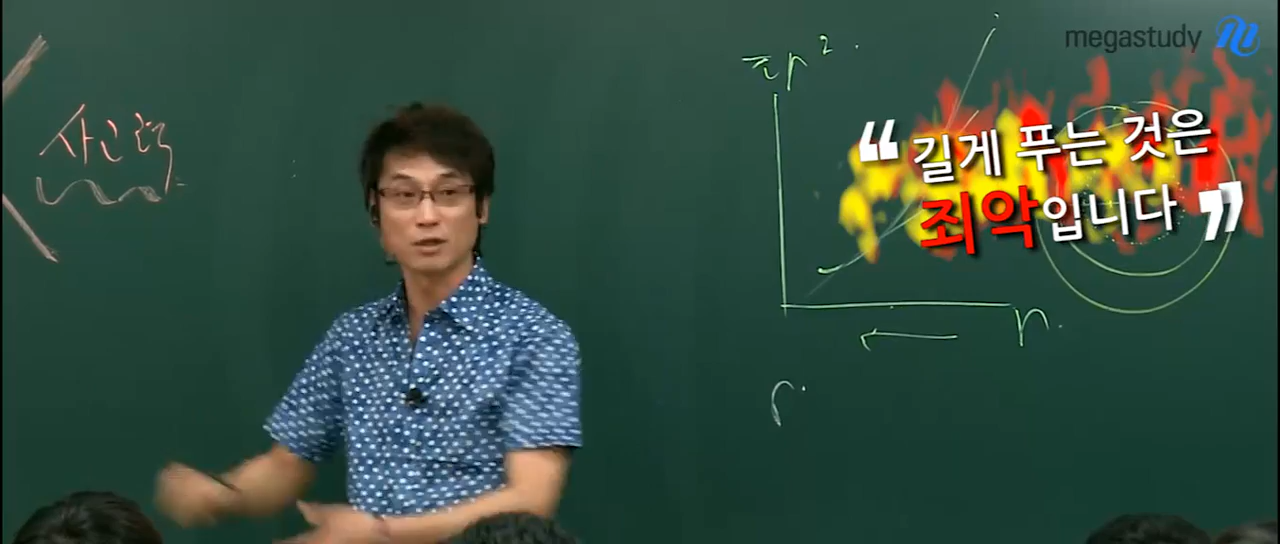 megastudy
사고력
πr².
“길게 푸는 것은
죄악입니다”
r.